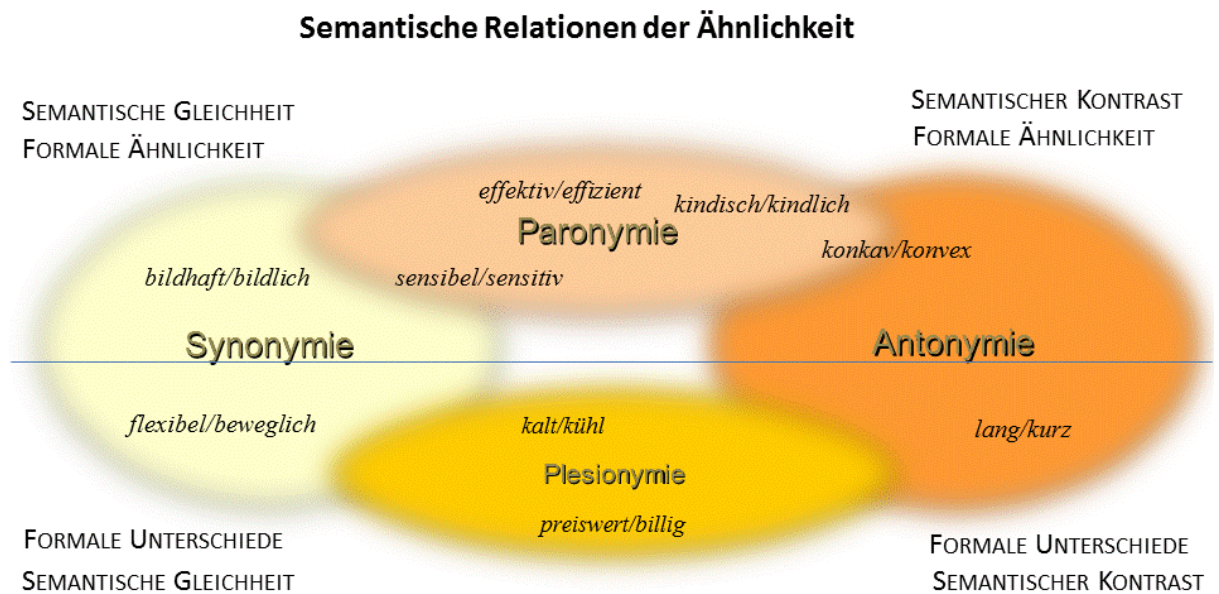 Semantische Relationen der Ähnlichkeit
SEMANTISCHE GLEICHHEIT
FORMALE ÄHNLICHKEIT
SEMANTISCHER KONTRAST
FORMALE ÄHNLICHKEIT
effektiv/effizient
kindisch/kindlich
Paronymie
konkav/konvex
bildhaft/bildlich
sensibel/sensitiv
Synonymie
Antonymie
flexibel/beweglich
kalt/kühl
lang/kurz
Plesionymie
preiswert/billig
FORMALE UNTERSCHIEDE
SEMANTISCHE GLEICHHEIT
FORMALE UNTERSCHIEDE
SEMANTISCHER KONTRAST